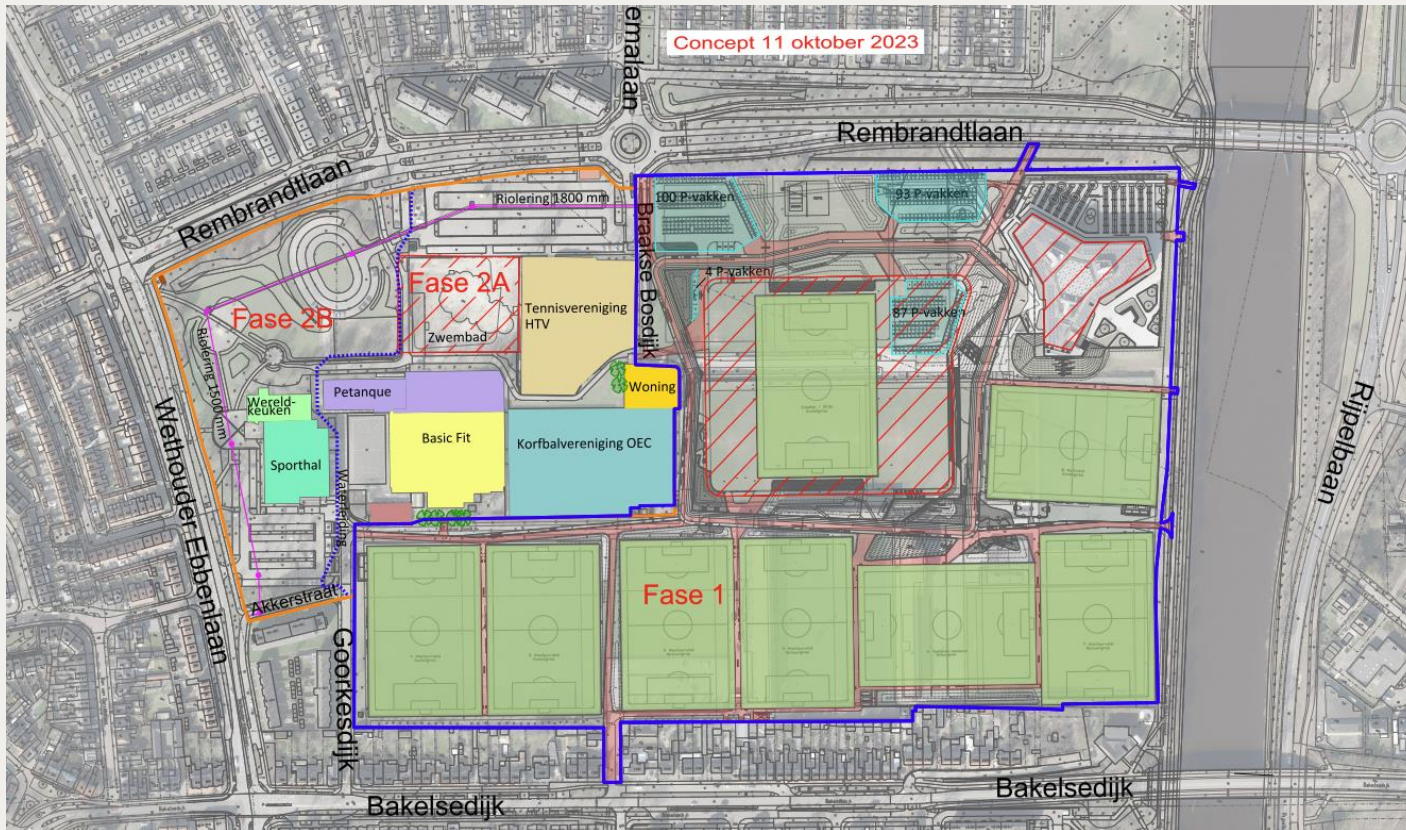 Concept 11 oktober 2023
emalaan
Rembrandtlaan
Rembrandtlaan
Riolering 1800 mm
100 P-vakken
93 P-vakken
Braakse Bosdijk
4 P-vakken
87 P-vakken
Fase 2A
Zwembad
Tennisvereniging
HTV
Fase 2B
Riolering 1500 mm
Woning
Petanque
Wereld-
keuken
Basic Fit
Korfbalvereniging OEC
Sporthal
Waterleiding
Rijpelbaan
Wethouder Ebbenlaan
Akkerstraat
Goorkesdijk
Fase 1
Bakelsedijk
Bakelsedijk